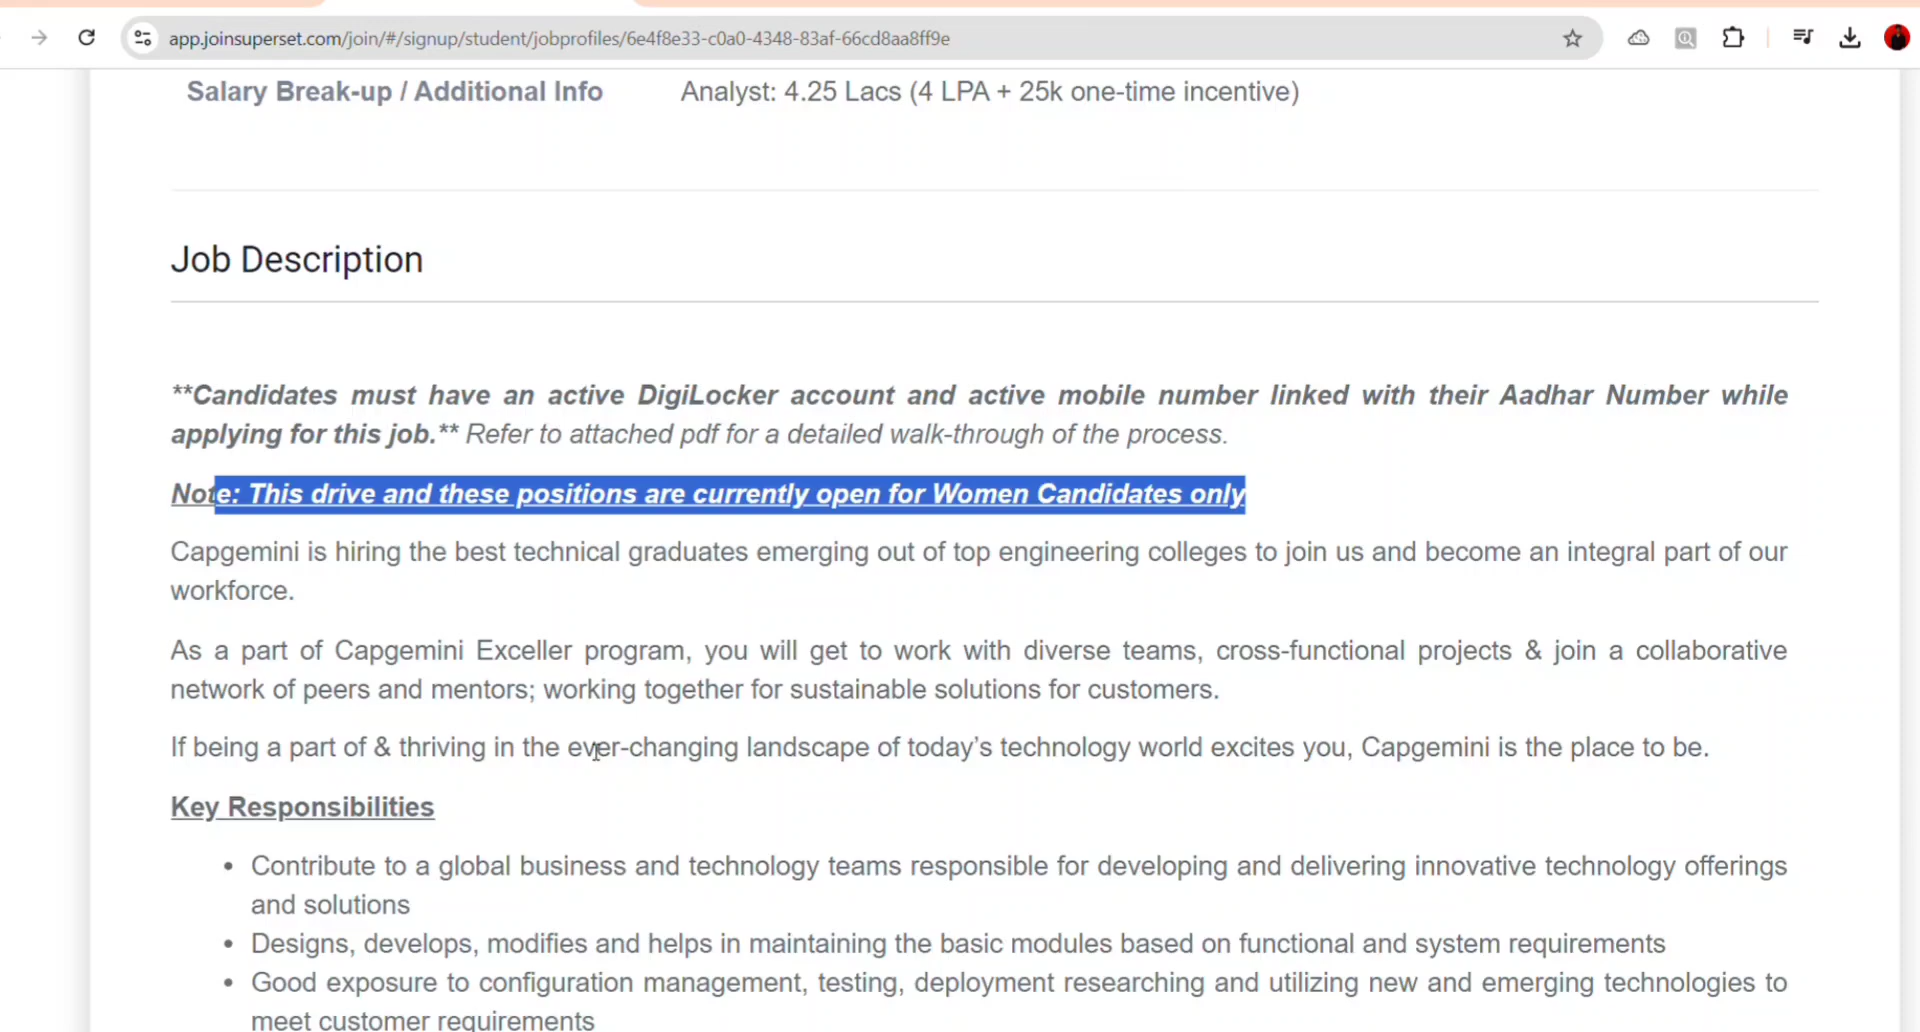 app.joinsuperset.com/join/#/signup/student/jobprofiles/6e4f8e33-c0a0-4348-83af-66cd8aa8ff9e
Salary Break-up / Additional Info Analyst: 4.25 Lacs (4 LPA + 25k one-time incentive)
Job Description
**Candidates must have an active DigiLocker account and active mobile number linked with their Aadhar Number while
applying for this job.** Refer to attached pdf for a detailed walk-through of the process.
Note: This drive and these positions are currently open for Women Candidates only
Capgemini is hiring the best technical graduates emerging out of top engineering colleges to join us and become an integral part of our
workforce.
As a part of Capgemini Exceller program, you will get to work with diverse teams, cross-functional projects & join a collaborative
network of peers and mentors; working together for sustainable solutions for customers.
If being a part of & thriving in the ever-changing landscape of today’s technology world excites you, Capgemini is the place to be.
Key Responsibilities
• Contribute to a global business and technology teams responsible for developing and delivering innovative technology offerings
and solutions
• Designs, develops, modifies and helps in maintaining the basic modules based on functional and system requirements
• Good exposure to configuration management, testing, deployment researching and utilizing new and emerging technologies to
meet customer requirements